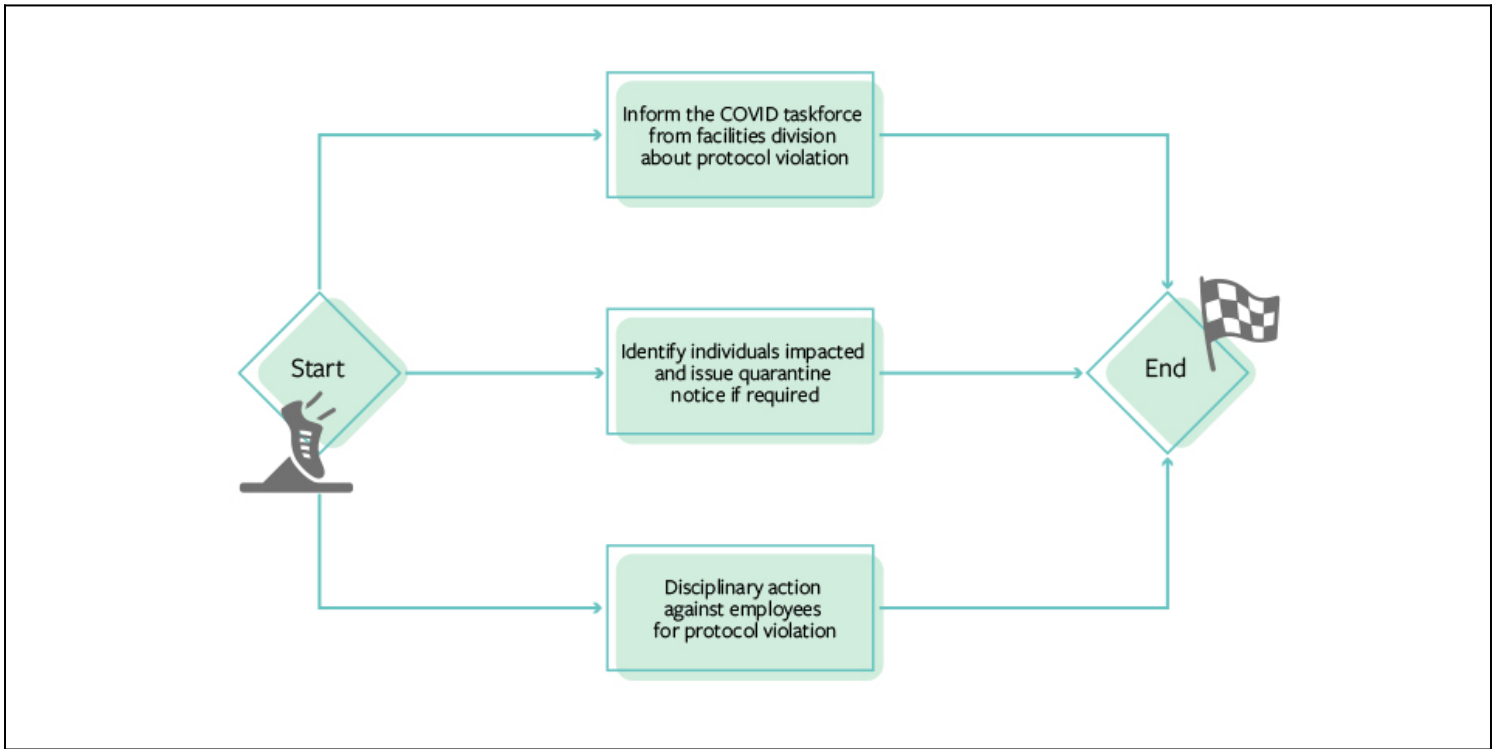 Inform the COVID taskforce
from facilities division
about protocol violation
Start
Identify individuals impacted
and issue quarantine
notice if required
End
Disciplinary action
against employees
for protocol violation